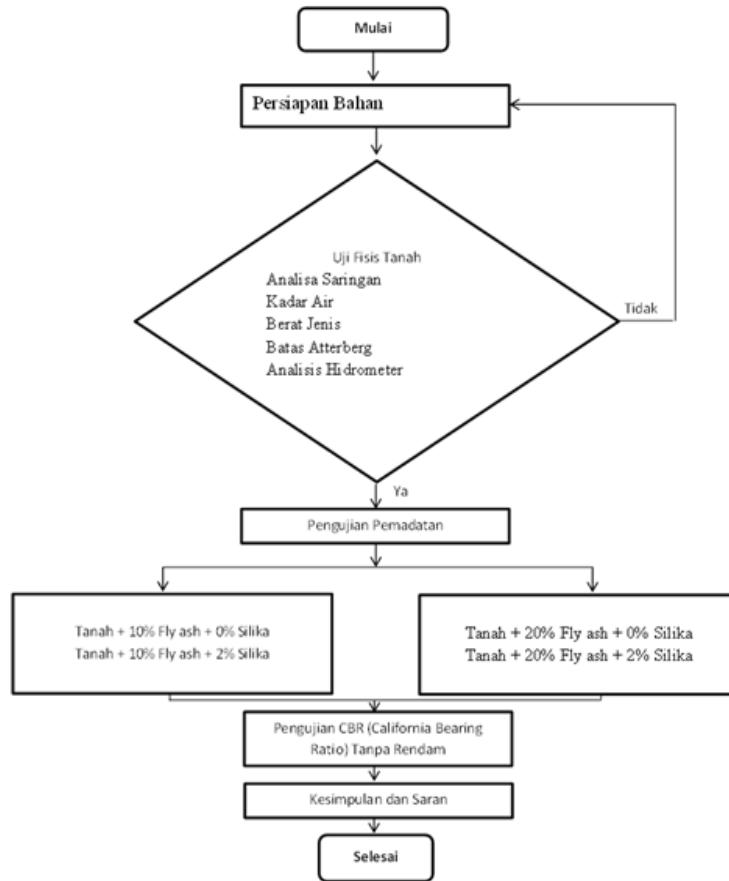 Mulai
Persiapan Bahan
Uji Fisis Tanah
Analisa Saringan
Kadar Air
Berat Jenis
Batas Atterberg
Analisis Hidrometer
Tidak
Ya
Pengujian Pemadatan
Tanah + 10% Fly ash + 0% Silika
Tanah + 10% Fly ash + 2% Silika
Tanah + 20% Fly ash + 0% Silika
Tanah + 20% Fly ash + 2% Silika
Pengujian CBR (California Bearing
Ratio) Tanpa Rendam
Kesimpulan dan Saran
Selesai